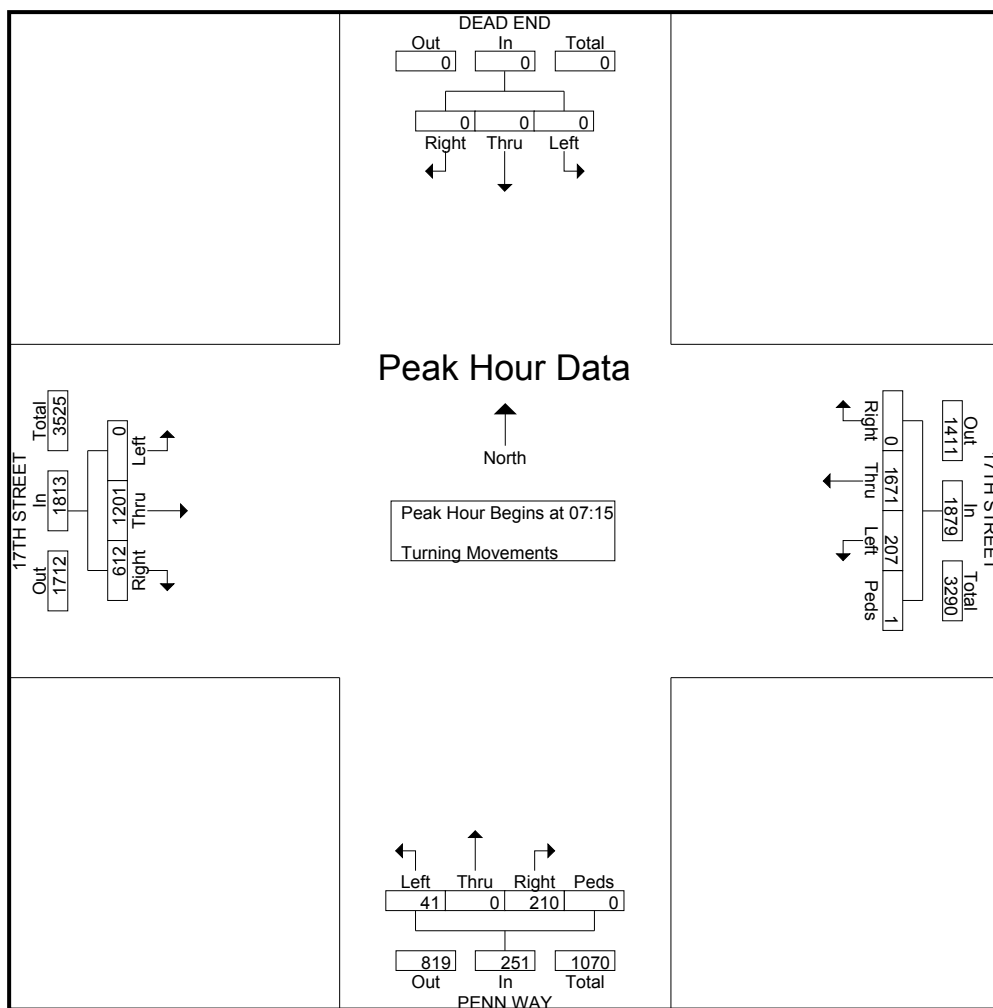 DEAD END
Out In Total
0 0 0
0 0 0
Right Thru Left
Peak Hour Data
North
Peak Hour Begins at 07:15
Turning Movements
17TH STREET
Total In Out
3525 1813 1712
0 1201 612
Left Thru Right
17TH STREET
Out In Total
1411 1879 3290
0 1671 207 1
Right Thru Left Peds
Left Thru Right Peds
41 0 210 0
819 251 1070
Out In Total
PENN WAY